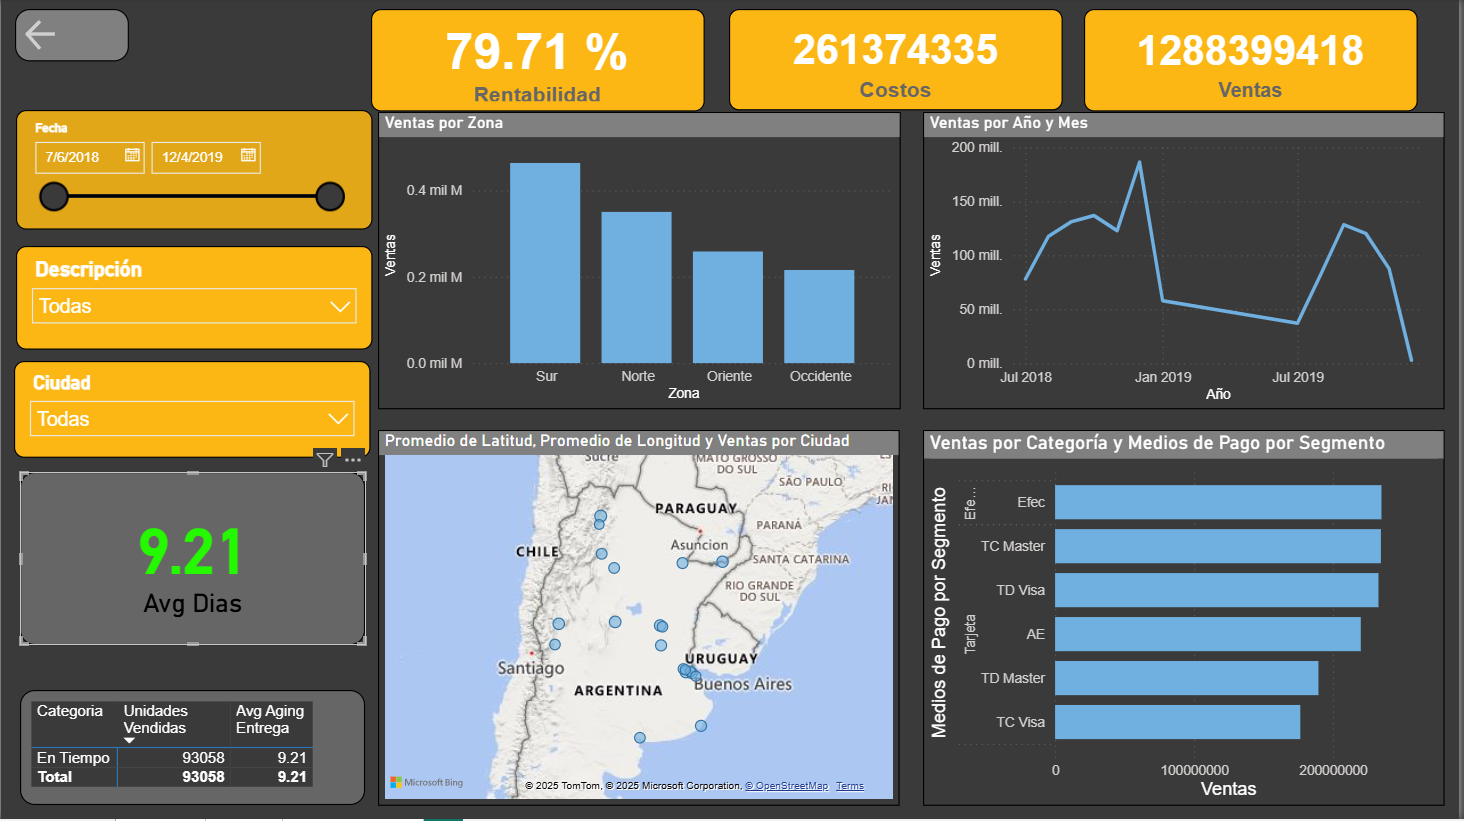 79.71 %
Rentabilidad
261374335
Costos
1288399418
Ventas
Fecha
7/6/2018
12/4/2019
Descripción
Todas
Ciudad
Todas
9.21
Avg Dias
Categoria Unidades Vendidas Avg Aging Entrega
En Tiempo 93058 9.21
Total 93058 9.21
Ventas por Zona
Ventas
0.4 mil M
0.2 mil M
0.0 mil M
Sur Norte Oriente Occidente
Zona
Ventas por Año y Mes
Ventas
200 mill.
150 mill.
100 mill.
50 mill.
0 mill.
Jul 2018 Jan 2019 Jul 2019
Año
Promedio de Latitud, Promedio de Longitud y Ventas por Ciudad
Sucre
MATO GROSSO
DO SUL
SÃO PAULO
PARAGUAY
PARANÁ
Asuncion
CHILE
SANTA CATARINA
RIO GRANDE
DO SUL
Santiago
URUGUAY
Buenos Aires
ARGENTINA
Microsoft Bing
© 2025 TomTom, © 2025 Microsoft Corporation, © OpenStreetMap Terms
Ventas por Categoría y Medios de Pago por Segmento
Medios de Pago por Segmento
Efe...
Tarjeta
Efec
TC Master
TD Visa
AE
TD Master
TC Visa
0 100000000 200000000
Ventas